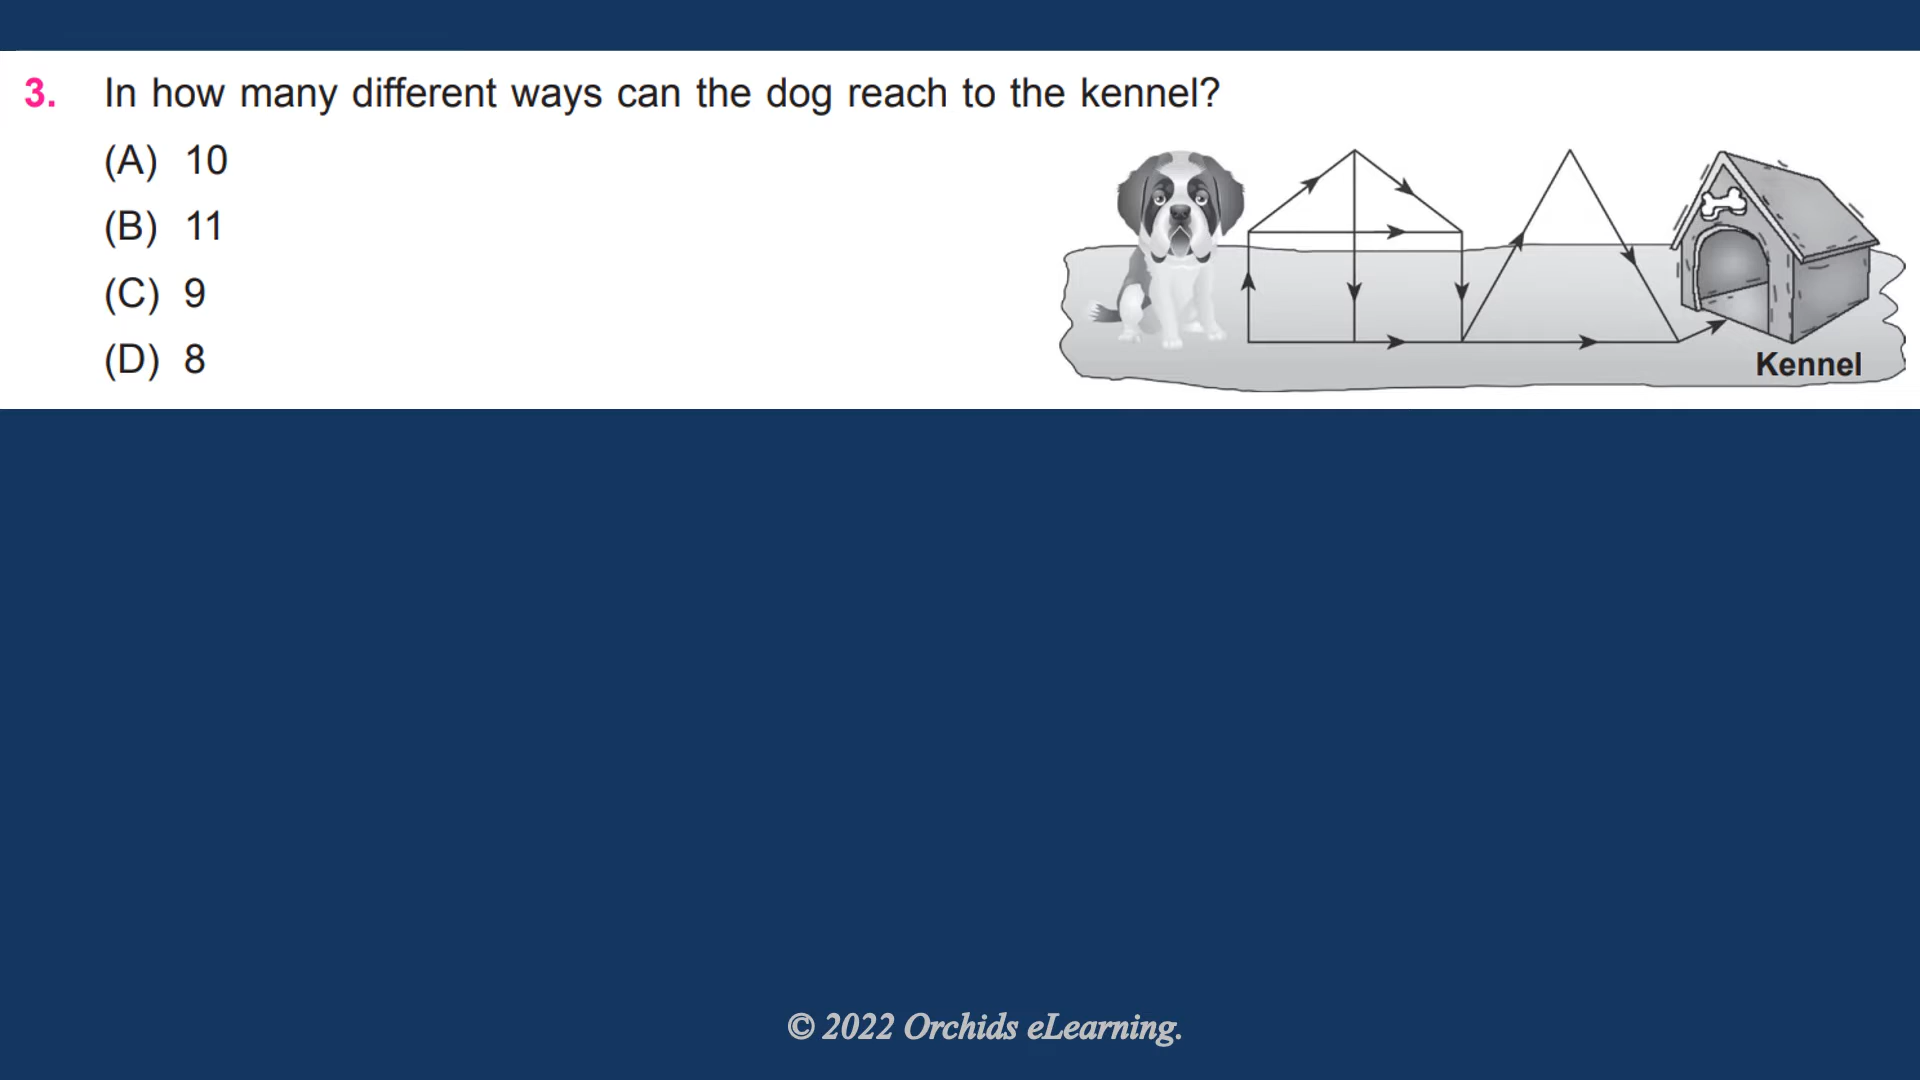 3. In how many different ways can the dog reach to the kennel?
(A) 10
(B) 11
(C) 9
(D) 8
Kennel
© 2022 Orchids eLearning.